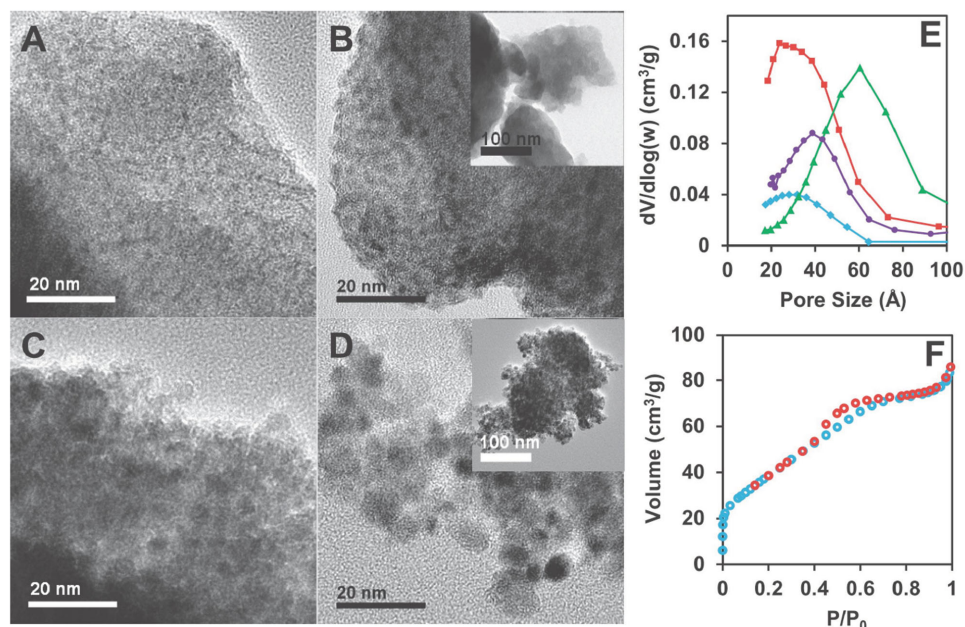 A
20 nm
B
100 nm
20 nm
C
20 nm
D
100 nm
20 nm
E
dV/dlog(w) (cm³/g)
0.16
0.12
0.08
0.04
0
0 20 40 60 80 100
Pore Size (Å)
F
Volume (cm³/g)
100
80
60
40
20
0
0 0.2 0.4 0.6 0.8 1
P/P₀